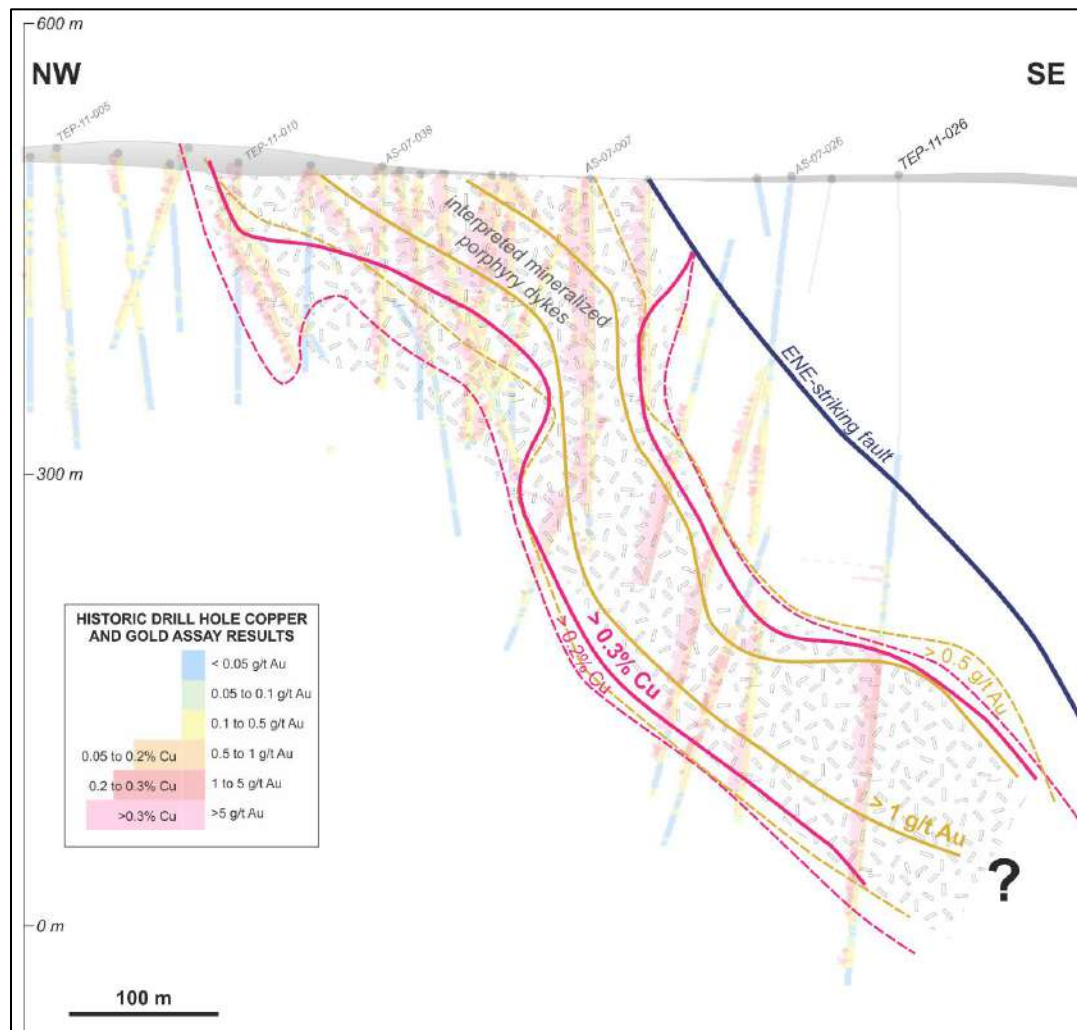 600 m
NW
SE
TEP-11-005
TEP-11-010
AS-07-038
AS-07-007
AS-07-026
TEP-11-026
interpreted mineralized
porphyry dykes
ENE-striking fault
300 m
HISTORIC DRILL HOLE COPPER
AND GOLD ASSAY RESULTS
< 0.05 g/t Au
0.05 to 0.1 g/t Au
0.1 to 0.5 g/t Au
0.05 to 0.2% Cu
0.5 to 1 g/t Au
0.2 to 0.3% Cu
1 to 5 g/t Au
>0.3% Cu
>5 g/t Au
> 0.2% Cu
> 0.3% Cu
> 0.5 g/t Au
> 1 g/t Au
?
0 m
100 m